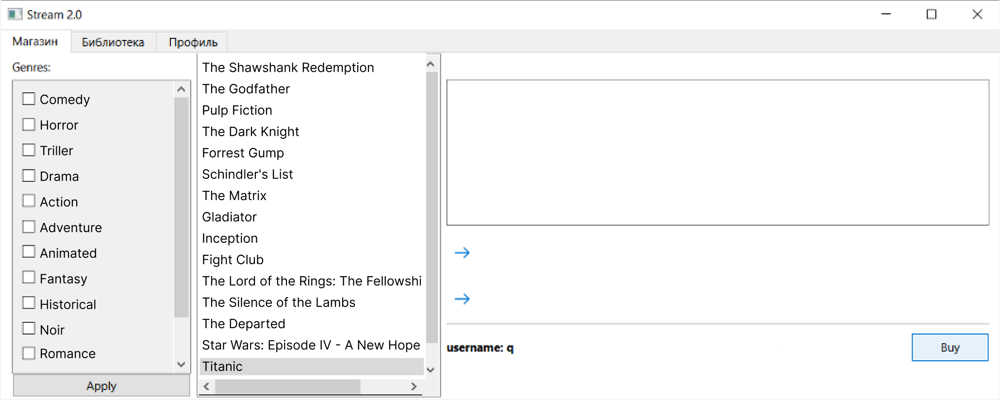 Stream 2.0
Магазин
Библиотека
Профиль
Genres:
Comedy
Horror
Triller
Drama
Action
Adventure
Animated
Fantasy
Historical
Noir
Romance
Apply
The Shawshank Redemption
The Godfather
Pulp Fiction
The Dark Knight
Forrest Gump
Schindler's List
The Matrix
Gladiator
Inception
Fight Club
The Lord of the Rings: The Fellowshi
The Silence of the Lambs
The Departed
Star Wars: Episode IV - A New Hope
Titanic
username: q
Buy